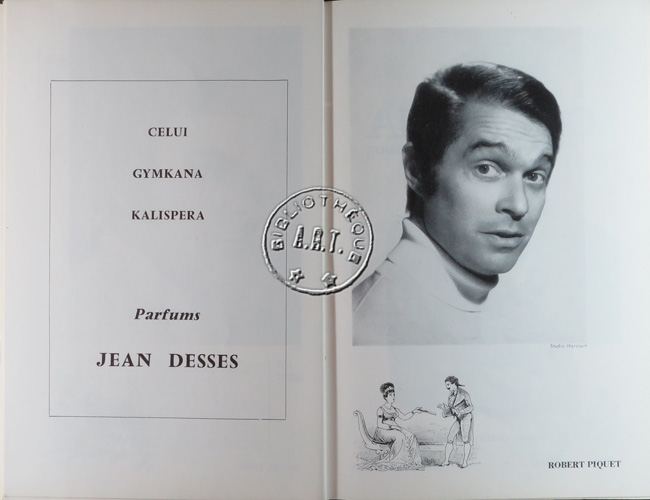 CELUI
GYMKANA
KALISPERA
Parfums
JEAN DESSES
BIBLIOTHÈQUE
A.R.T.
Studio Harcourt
ROBERT PIQUET